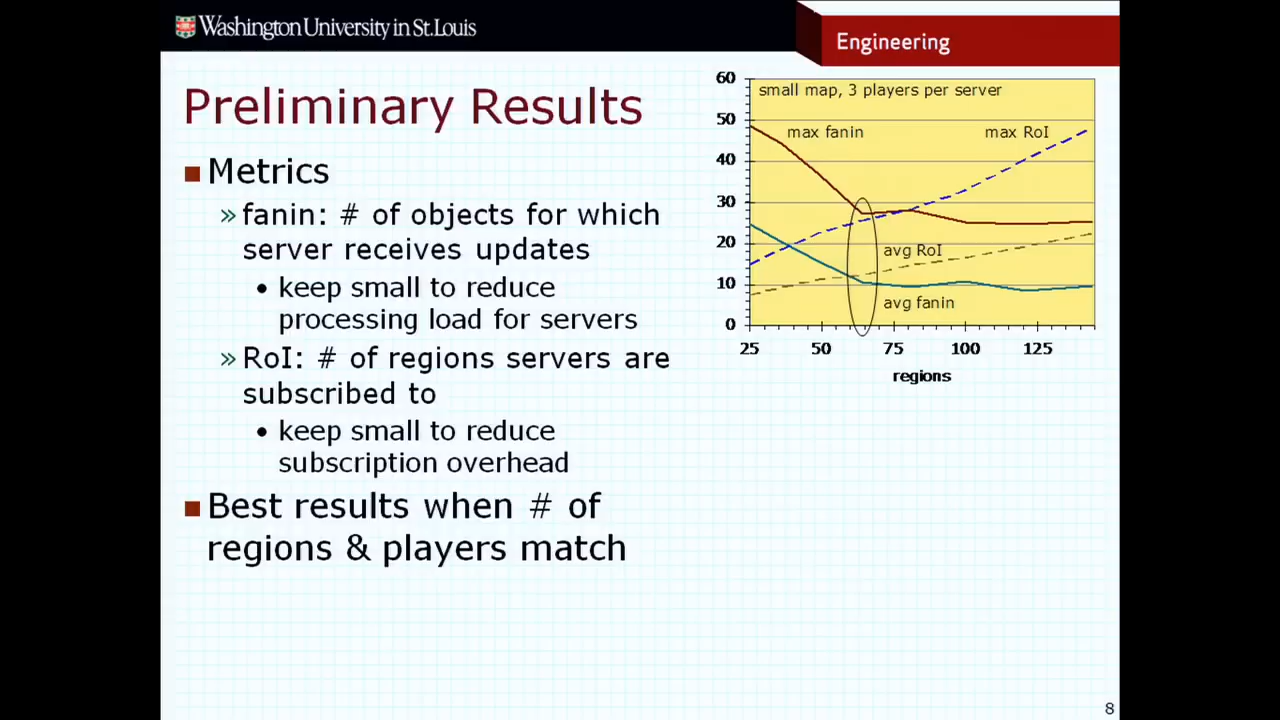 Washington University in St. Louis
Engineering
Preliminary Results
■ Metrics
» fanin: # of objects for which
server receives updates
• keep small to reduce
processing load for servers
» RoI: # of regions servers are
subscribed to
• keep small to reduce
subscription overhead
■ Best results when # of
regions & players match
60
50
40
30
20
10
0
small map, 3 players per server
max fanin
max RoI
avg RoI
avg fanin
25 50 75 100 125
regions
8